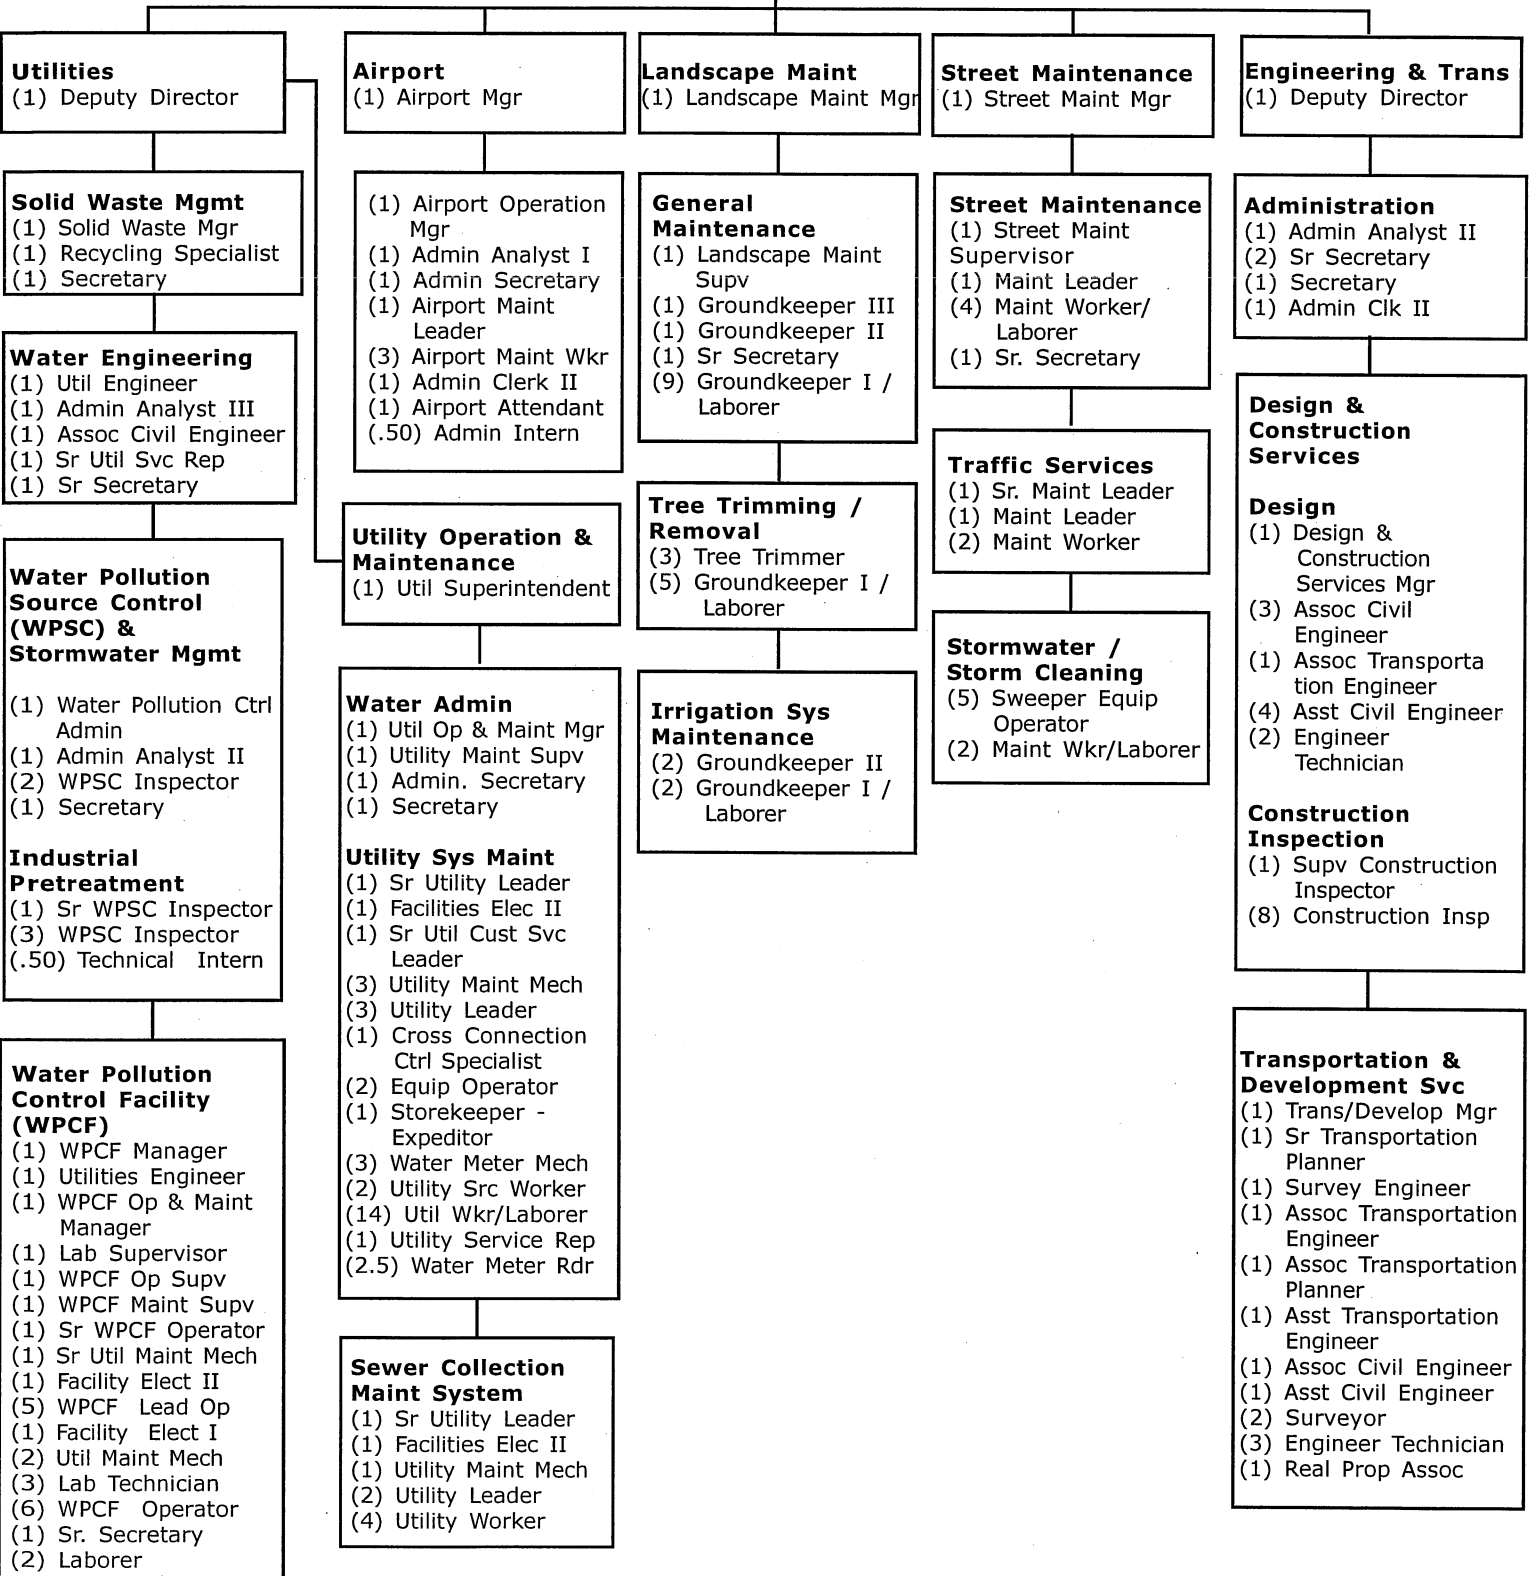 Utilities
(1) Deputy Director
Solid Waste Mgmt
(1) Solid Waste Mgr
(1) Recycling Specialist
(1) Secretary
Water Engineering
(1) Util Engineer
(1) Admin Analyst III
(1) Assoc Civil Engineer
(1) Sr Util Svc Rep
(1) Sr Secretary
Water Pollution
Source Control
(WPSC) &
Stormwater Mgmt
(1) Water Pollution Ctrl
Admin
(1) Admin Analyst II
(2) WPSC Inspector
(1) Secretary
Industrial
Pretreatment
(1) Sr WPSC Inspector
(3) WPSC Inspector
(.50) Technical Intern
Water Pollution
Control Facility
(WPCF)
(1) WPCF Manager
(1) Utilities Engineer
(1) WPCF Op & Maint
Manager
(1) Lab Supervisor
(1) WPCF Op Supv
(1) WPCF Maint Supv
(1) Sr WPCF Operator
(1) Sr Util Maint Mech
(1) Facility Elect II
(5) WPCF Lead Op
(1) Facility Elect I
(2) Util Maint Mech
(3) Lab Technician
(6) WPCF Operator
(1) Sr. Secretary
(2) Laborer
Airport
(1) Airport Mgr
(1) Airport Operation
Mgr
(1) Admin Analyst I
(1) Admin Secretary
(1) Airport Maint
Leader
(3) Airport Maint Wkr
(1) Admin Clerk II
(1) Airport Attendant
(.50) Admin Intern
Utility Operation &
Maintenance
(1) Util Superintendent
Water Admin
(1) Util Op & Maint Mgr
(1) Utility Maint Supv
(1) Admin. Secretary
(1) Secretary
Utility Sys Maint
(1) Sr Utility Leader
(1) Facilities Elec II
(1) Sr Util Cust Svc
Leader
(3) Utility Maint Mech
(3) Utility Leader
(1) Cross Connection
Ctrl Specialist
(2) Equip Operator
(1) Storekeeper -
Expeditor
(3) Water Meter Mech
(2) Utility Src Worker
(14) Util Wkr/Laborer
(1) Utility Service Rep
(2.5) Water Meter Rdr
Sewer Collection
Maint System
(1) Sr Utility Leader
(1) Facilities Elec II
(1) Utility Maint Mech
(2) Utility Leader
(4) Utility Worker
Landscape Maint
(1) Landscape Maint Mgr
General
Maintenance
(1) Landscape Maint
Supv
(1) Groundkeeper III
(1) Groundkeeper II
(1) Sr Secretary
(9) Groundkeeper I /
Laborer
Tree Trimming /
Removal
(3) Tree Trimmer
(5) Groundkeeper I /
Laborer
Irrigation Sys
Maintenance
(2) Groundkeeper II
(2) Groundkeeper I /
Laborer
Street Maintenance
(1) Street Maint Mgr
Street Maintenance
(1) Street Maint
Supervisor
(1) Maint Leader
(4) Maint Worker/
Laborer
(1) Sr. Secretary
Traffic Services
(1) Sr. Maint Leader
(1) Maint Leader
(2) Maint Worker
Stormwater /
Storm Cleaning
(5) Sweeper Equip
Operator
(2) Maint Wkr/Laborer
Engineering & Trans
(1) Deputy Director
Administration
(1) Admin Analyst II
(2) Sr Secretary
(1) Secretary
(1) Admin Clk II
Design &
Construction
Services
Design
(1) Design &
Construction
Services Mgr
(3) Assoc Civil
Engineer
(1) Assoc Transporta
tion Engineer
(4) Asst Civil Engineer
(2) Engineer
Technician
Construction
Inspection
(1) Supv Construction
Inspector
(8) Construction Insp
Transportation &
Development Svc
(1) Trans/Develop Mgr
(1) Sr Transportation
Planner
(1) Survey Engineer
(1) Assoc Transportation
Engineer
(1) Assoc Transportation
Planner
(1) Asst Transportation
Engineer
(1) Assoc Civil Engineer
(1) Asst Civil Engineer
(2) Surveyor
(3) Engineer Technician
(1) Real Prop Assoc